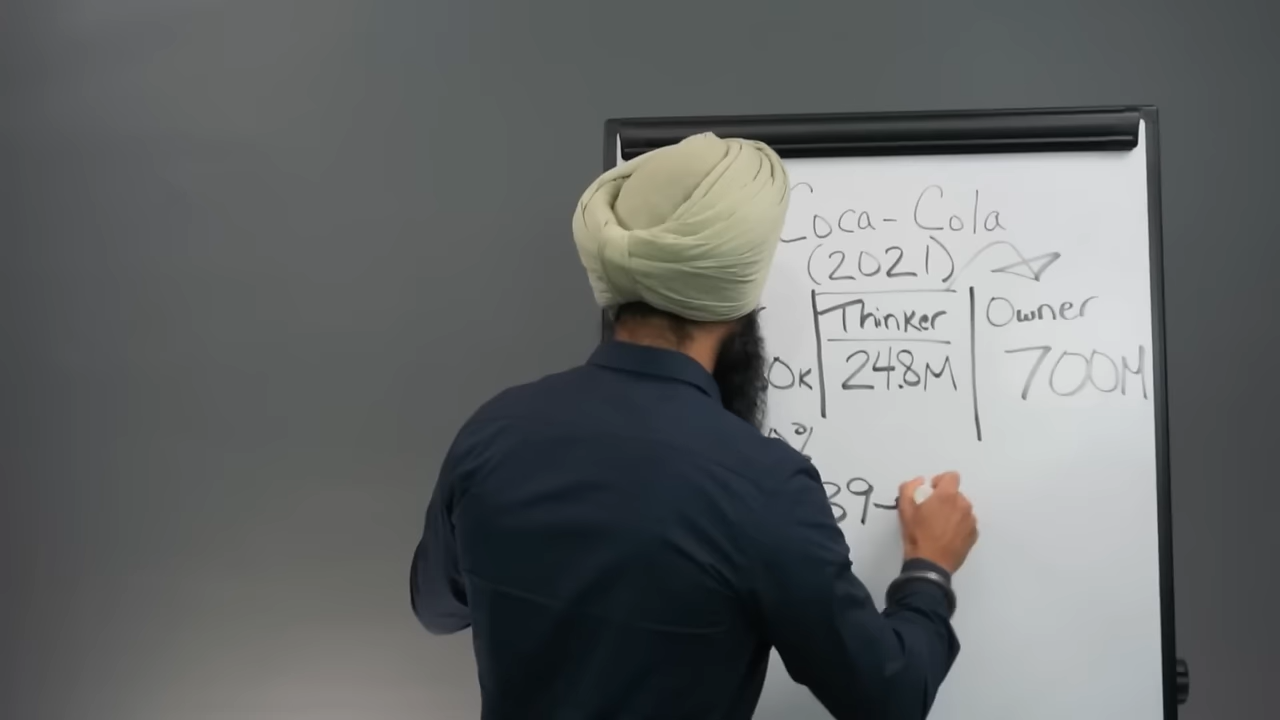 Coca-Cola
(2021)
Thinker Owner
0K 24.8M 700M
%
39